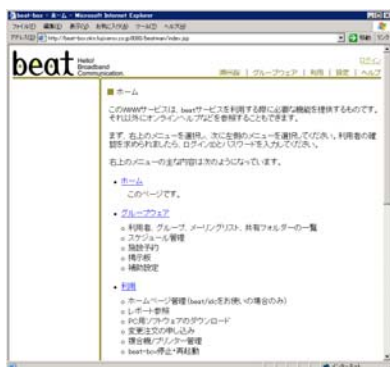 beat-box - ホーム - Microsoft Internet Explorer
beat
Hello!
Broadband
Communication.
ログイン
掲示板 | グループウェア | 利用 | 設定 | ヘルプ
■ ホーム
このWWWサービスは、beatサービスを利用する際に必要な機能を提供するものです。
それ以外にオンラインヘルプなどを参照することもできます。
まず、右上のメニューを選択し、次に左側のメニューを選択してください。利用者の確
認を求められましたら、ログインIDとパスワードを入力してください。
右上のメニューの主な内容は次のようになっています。
• ホーム
このページです。
• グループウェア
○ 利用者、グループ、メーリングリスト、共有フォルダーの一覧
○ スケジュール管理
○ 施設予約
○ 掲示板
○ 補助設定
• 利用
○ ホームページ管理(beat/idcをお使いの場合のみ)
○ レポート参照
○ PC用ソフトウェアのダウンロード
○ 変更注文の申し込み
○ 複合機/プリンター管理
○ beat-box停止・再起動